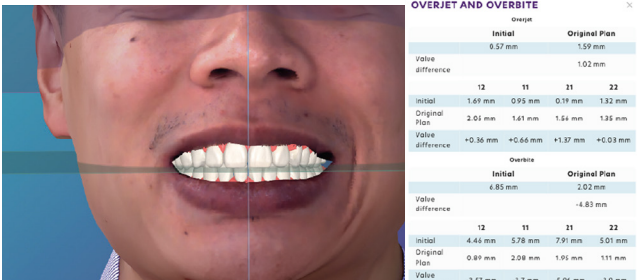 OVERJET AND OVERBITE
Overjet
Initial Original Plan
0.57 mm 1.59 mm
Value difference 1.02 mm
12 11 21 22
Initial 1.69 mm 0.95 mm 0.19 mm 1.32 mm
Original Plan 2.05 mm 1.61 mm 1.56 mm 1.35 mm
Value difference +0.36 mm +0.66 mm +1.37 mm +0.03 mm
Overbite
Initial Original Plan
6.85 mm 2.02 mm
Value difference -4.83 mm
12 11 21 22
Initial 4.46 mm 5.78 mm 7.91 mm 5.01 mm
Original Plan 0.89 mm 2.08 mm 1.95 mm 1.11 mm
Value